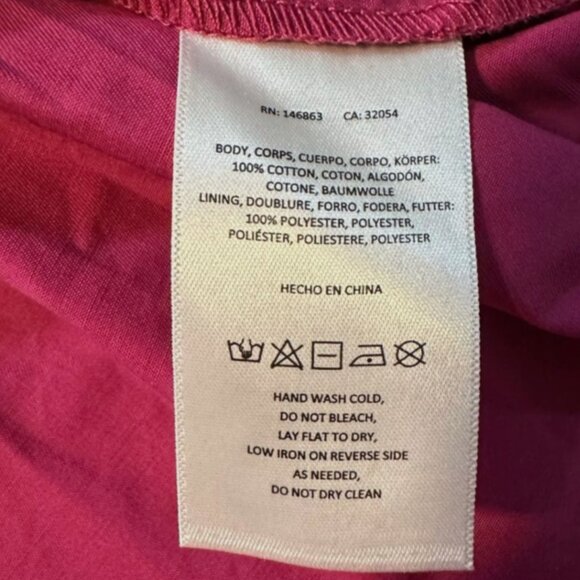 RN: 146863 CA: 32054
BODY, CORPS, CUERPO, CORPO, KÖRPER:
100% COTTON, COTON, ALGODÓN,
COTONE, BAUMWOLLE
LINING, DOUBLURE, FORRO, FODERA, FUTTER:
100% POLYESTER, POLYESTER,
POLIÉSTER, POLIESTERE, POLYESTER
HECHO EN CHINA
HAND WASH COLD,
DO NOT BLEACH,
LAY FLAT TO DRY,
LOW IRON ON REVERSE SIDE
AS NEEDED,
DO NOT DRY CLEAN